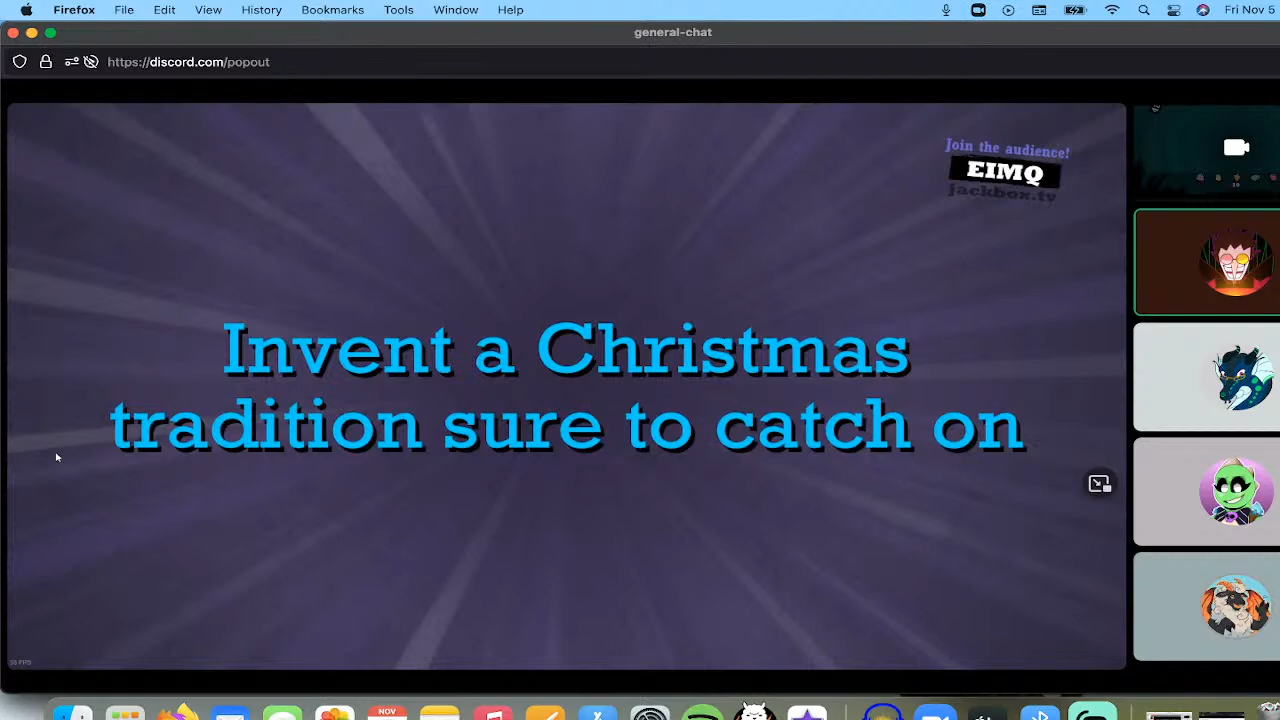 Firefox File Edit View History Bookmarks Tools Window Help Fri Nov 5
general-chat
https://discord.com/popout
Join the audience!
EIMQ
jackbox.tv
Invent a Christmas
tradition sure to catch on
NOV